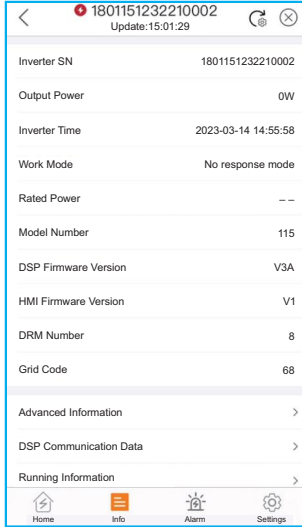 1801151232210002
Update:15:01:29
Inverter SN 1801151232210002
Output Power 0W
Inverter Time 2023-03-14 14:55:58
Work Mode No response mode
Rated Power – –
Model Number 115
DSP Firmware Version V3A
HMI Firmware Version V1
DRM Number 8
Grid Code 68
Advanced Information >
DSP Communication Data >
Running Information >
Home Info Alarm Settings